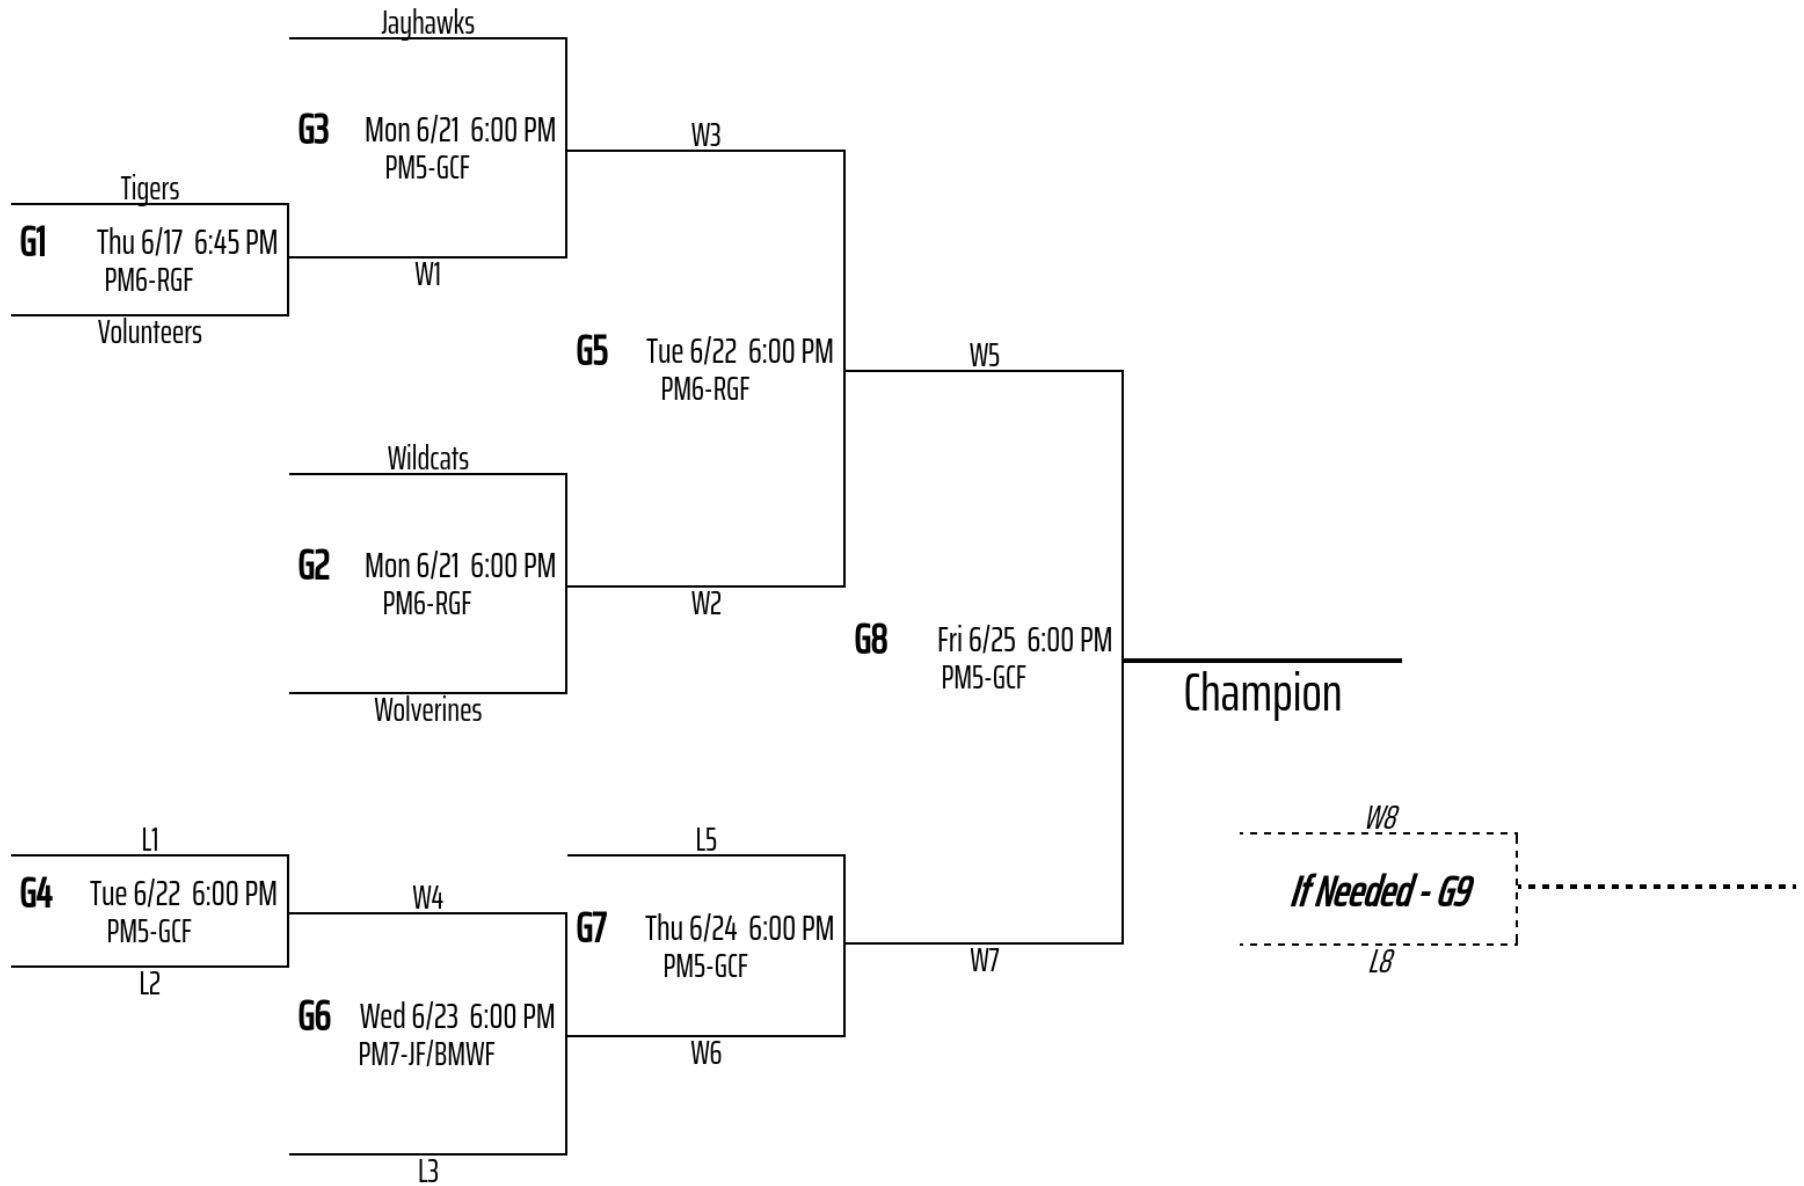 Jayhawks
G3 Mon 6/21 6:00 PM
PM5-GCF
W3
Tigers
G1 Thu 6/17 6:45 PM
PM6-RGF
W1
Volunteers
G5 Tue 6/22 6:00 PM
PM6-RGF
W5
Wildcats
G2 Mon 6/21 6:00 PM
PM6-RGF
W2
Wolverines
G8 Fri 6/25 6:00 PM
PM5-GCF
Champion
L1
G4 Tue 6/22 6:00 PM
PM5-GCF
L2
W4
G6 Wed 6/23 6:00 PM
PM7-JF/BMWF
L3
L5
G7 Thu 6/24 6:00 PM
PM5-GCF
W6
W7
W8
If Needed - G9
L8